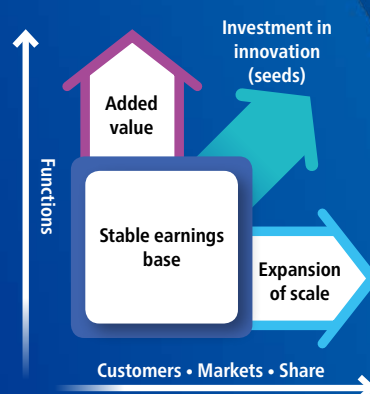 Investment in
innovation
(seeds)
Added
value
Functions
Stable earnings
base
Expansion
of scale
Customers • Markets • Share